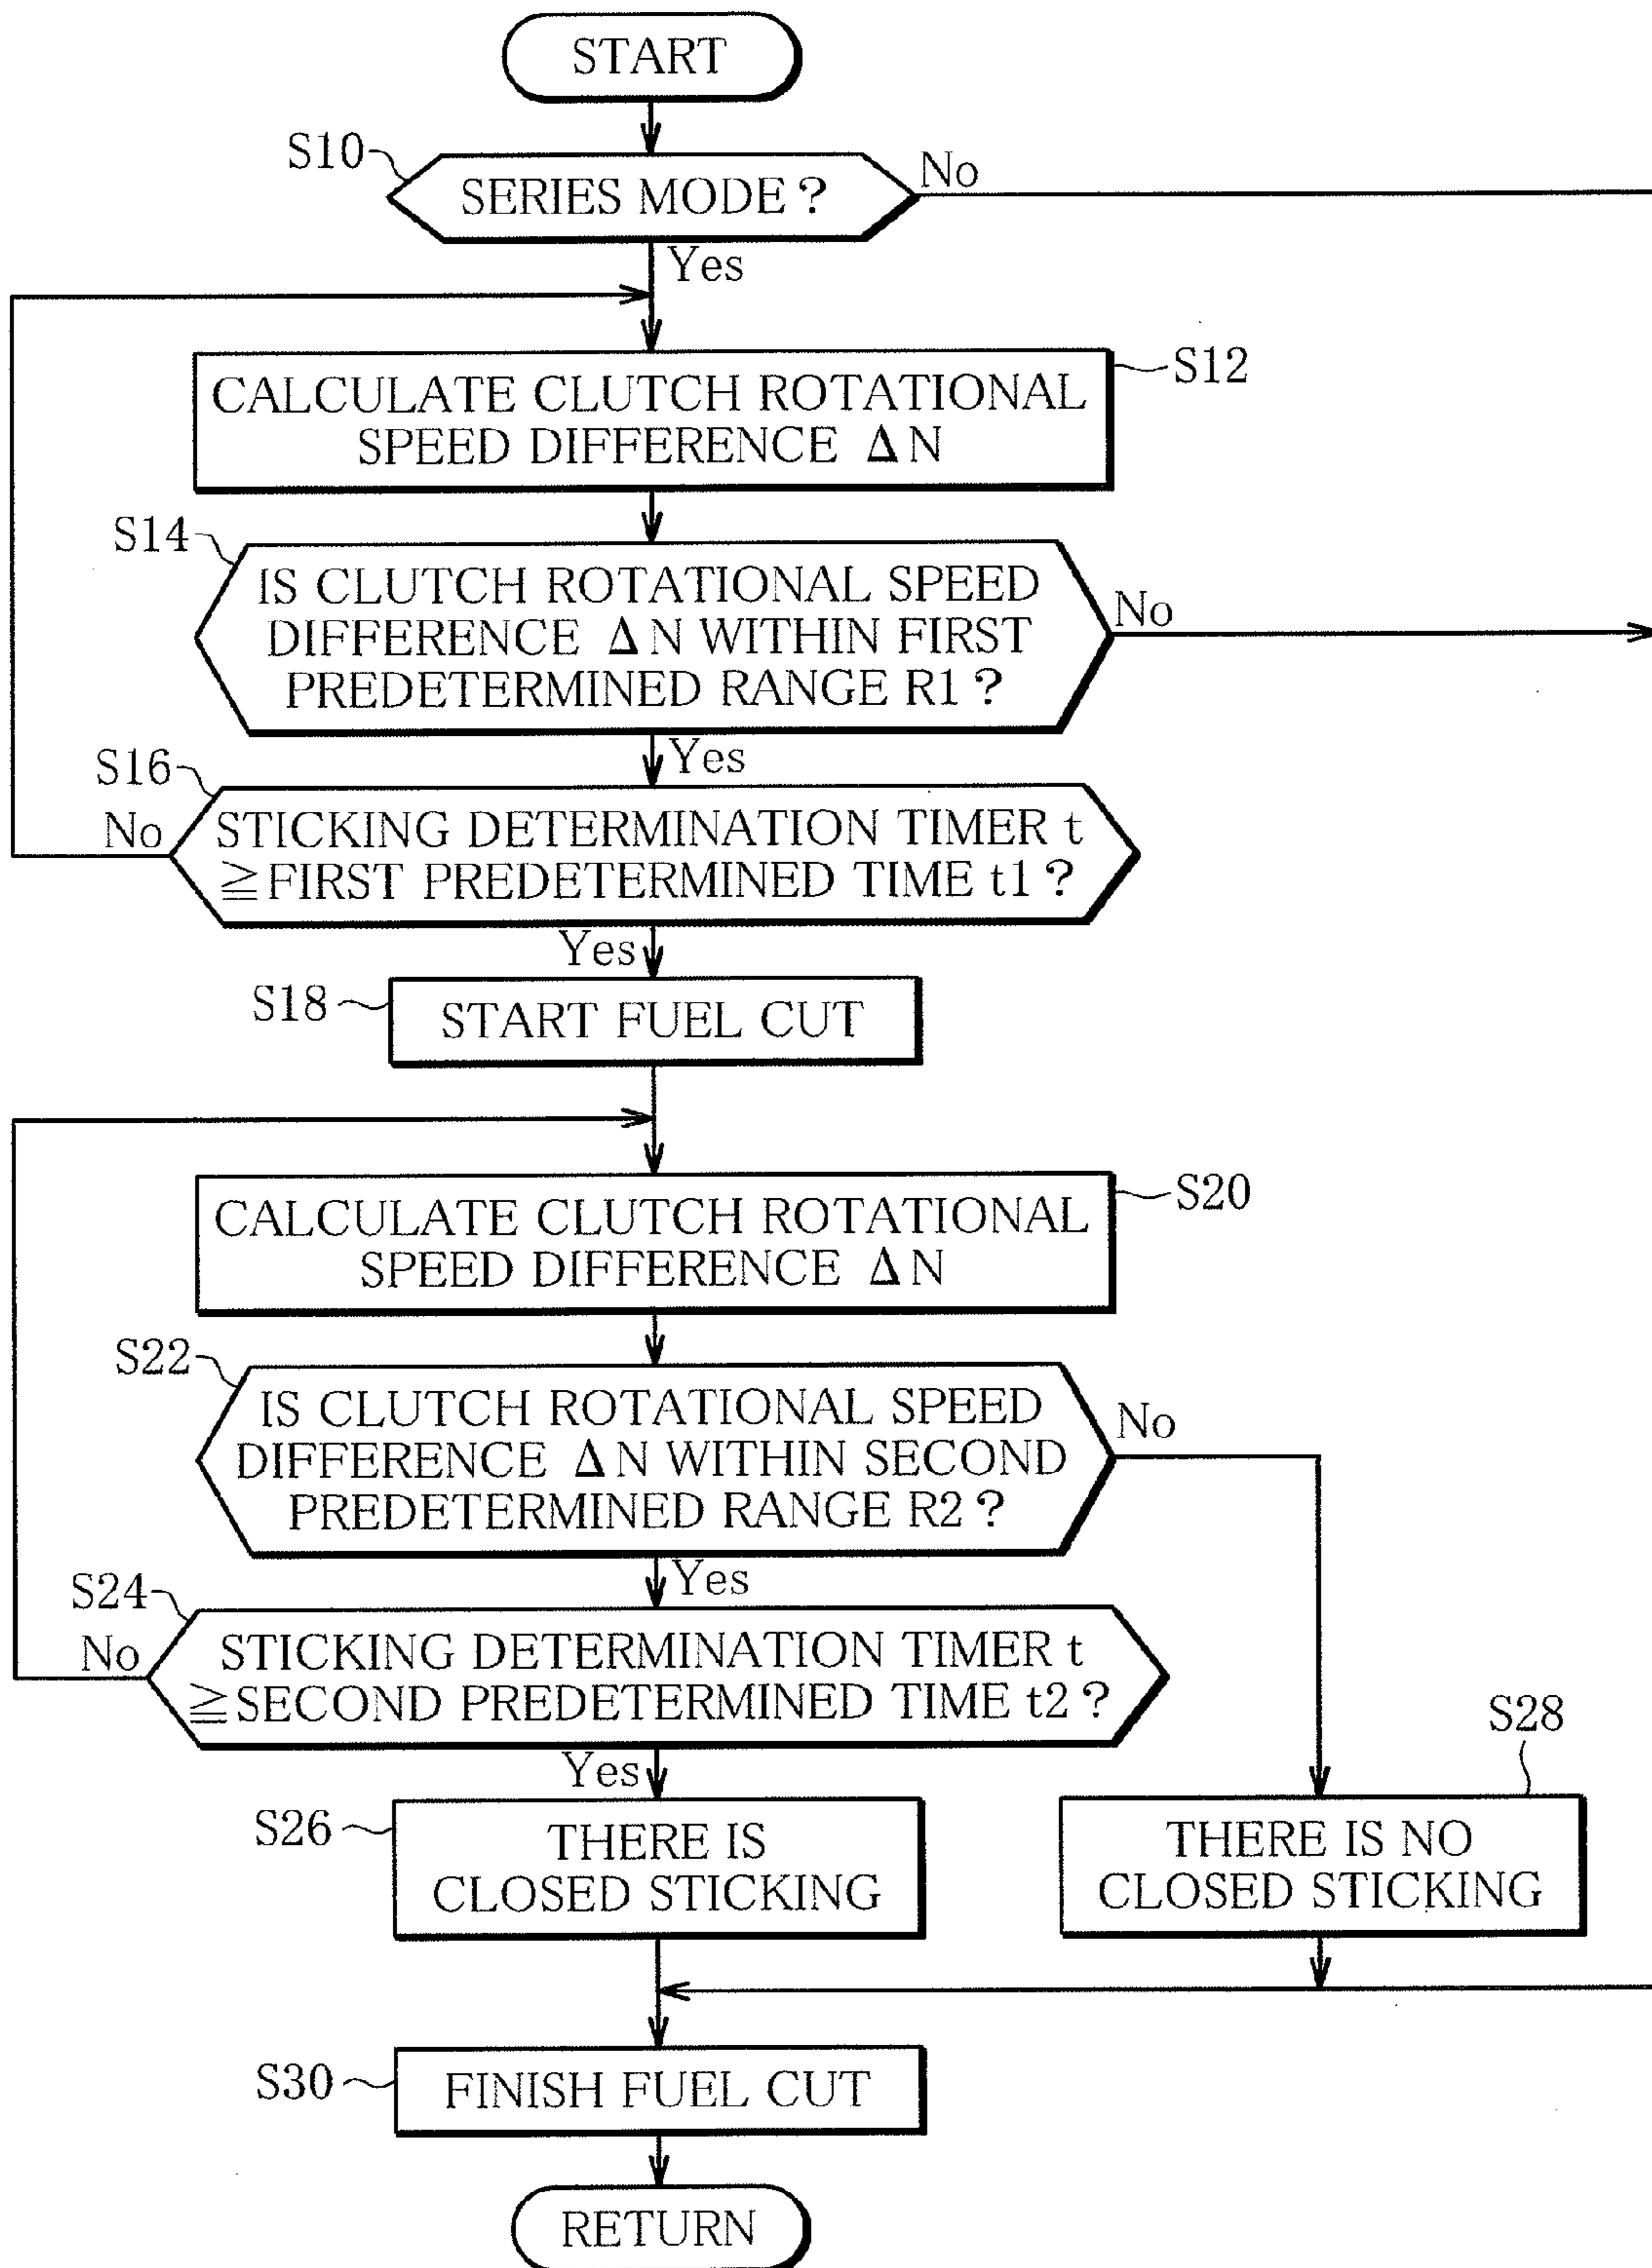 START
S10
SERIES MODE?
No
Yes
S12
CALCULATE CLUTCH ROTATIONAL
SPEED DIFFERENCE ΔN
S14
IS CLUTCH ROTATIONAL SPEED
DIFFERENCE ΔN WITHIN FIRST
PREDETERMINED RANGE R1?
No
Yes
S16
No
STICKING DETERMINATION TIMER t
≧FIRST PREDETERMINED TIME t1?
Yes
S18
START FUEL CUT
S20
CALCULATE CLUTCH ROTATIONAL
SPEED DIFFERENCE ΔN
S22
IS CLUTCH ROTATIONAL SPEED
DIFFERENCE ΔN WITHIN SECOND
PREDETERMINED RANGE R2?
No
Yes
S24
No
STICKING DETERMINATION TIMER t
≧SECOND PREDETERMINED TIME t2?
Yes
S26
THERE IS
CLOSED STICKING
S28
THERE IS NO
CLOSED STICKING
S30
FINISH FUEL CUT
RETURN